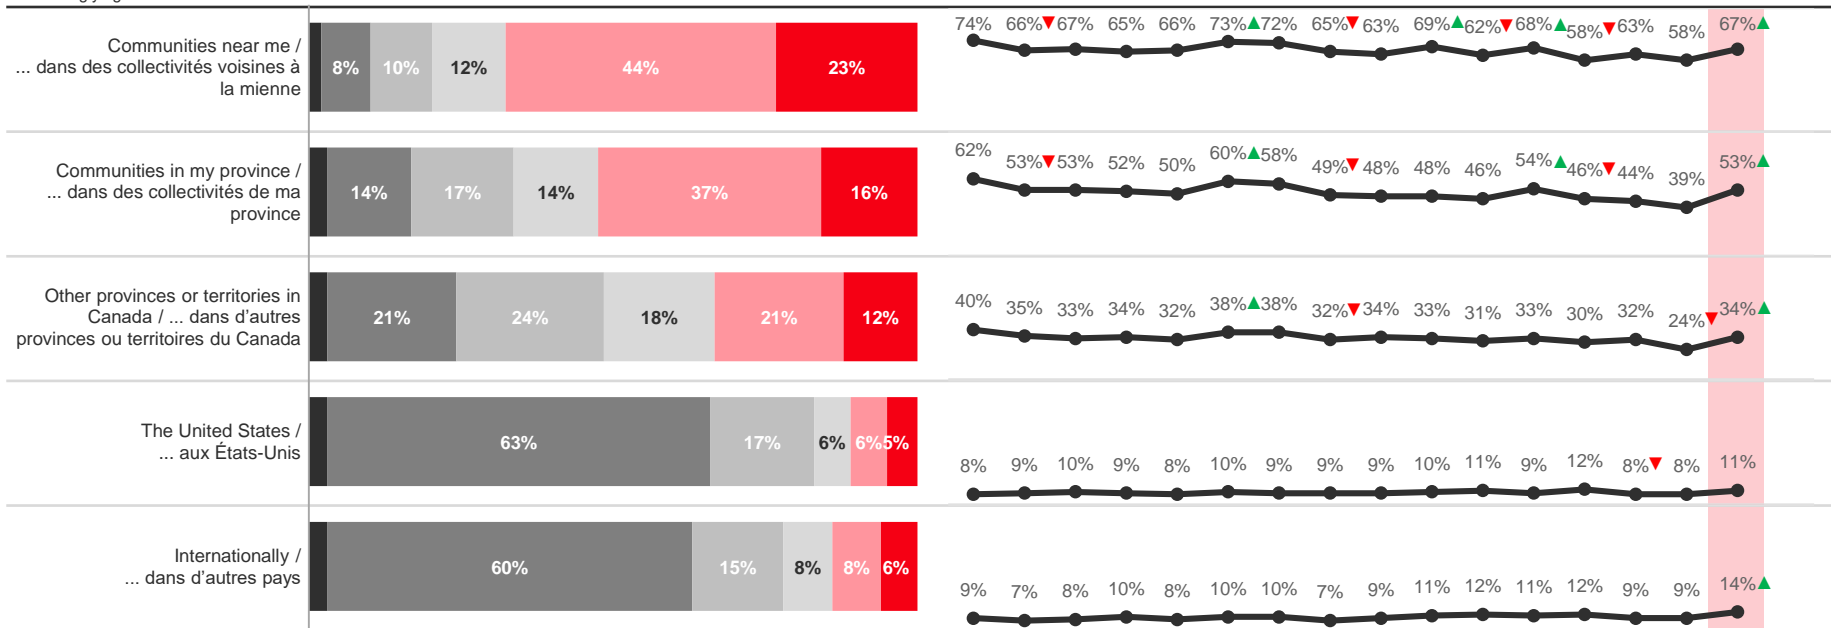 Communities near me /
... dans des collectivités voisines à
la mienne
8% 10% 12% 44% 23%
74% 66%▼ 67% 65% 66% 73%▲ 72% 65%▼ 63% 69%▲ 62%▼ 68%▲ 58%▼ 63% 58% 67%▲
Communities in my province /
... dans des collectivités de ma
province
14% 17% 14% 37% 16%
62% 53%▼ 53% 52% 50% 60%▲ 58% 49%▼ 48% 48% 46% 54%▲ 46%▼ 44% 39% 53%▲
Other provinces or territories in
Canada / ... dans d'autres
provinces ou territoires du Canada
21% 24% 18% 21% 12%
40% 35% 33% 34% 32% 38%▲ 38% 32%▼ 34% 33% 31% 33% 30% 32% 24%▼ 34%▲
The United States /
... aux États-Unis
63% 17% 6% 6% 5%
8% 9% 10% 9% 8% 10% 9% 9% 9% 10% 11% 9% 12% 8%▼ 8% 11%
Internationally /
... dans d'autres pays
60% 15% 8% 8% 6%
9% 7% 8% 10% 8% 10% 10% 7% 9% 11% 12% 11% 12% 9% 9% 14%▲